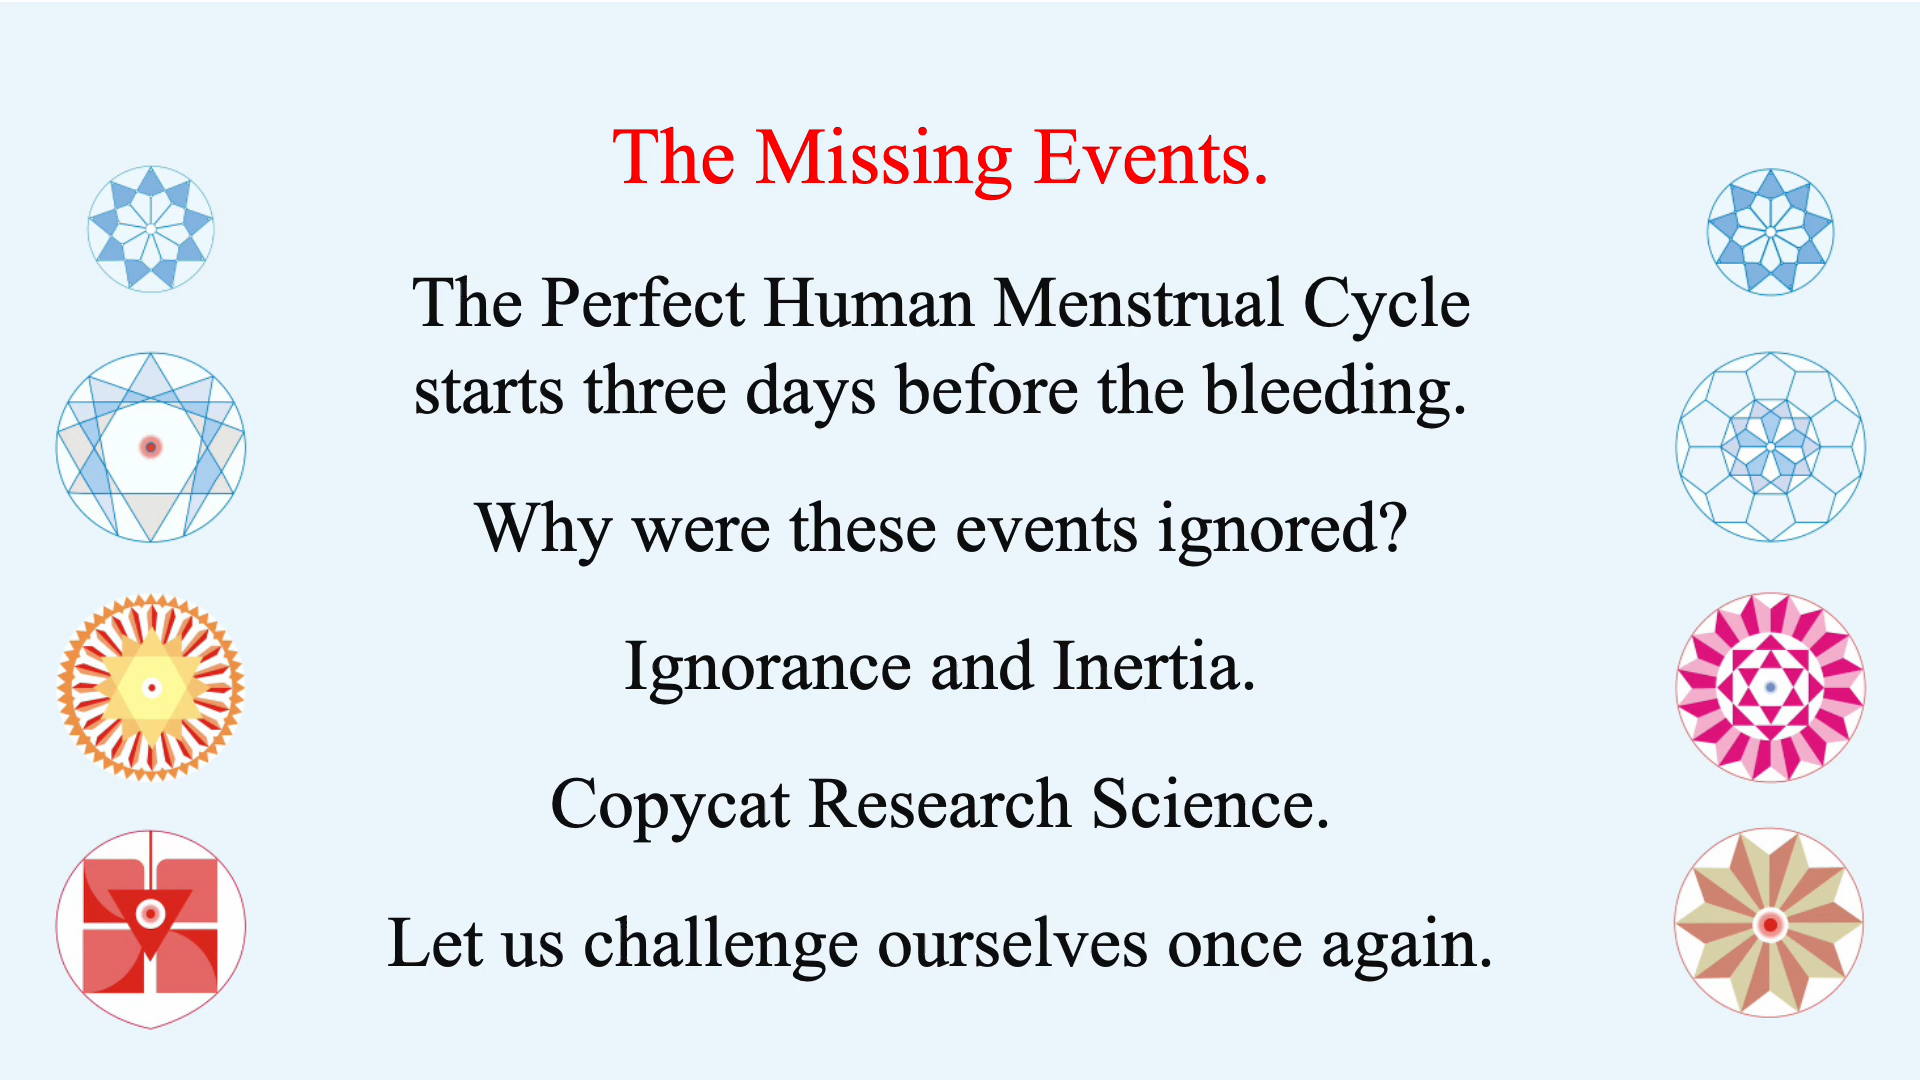 The Missing Events.
The Perfect Human Menstrual Cycle
starts three days before the bleeding.
Why were these events ignored?
Ignorance and Inertia.
Copycat Research Science.
Let us challenge ourselves once again.